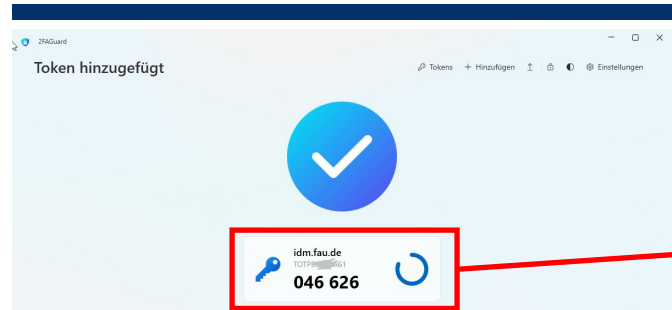 2FAGuard
Token hinzugefügt
Tokens Hinzufügen Einstellungen
idm.fau.de
046 626